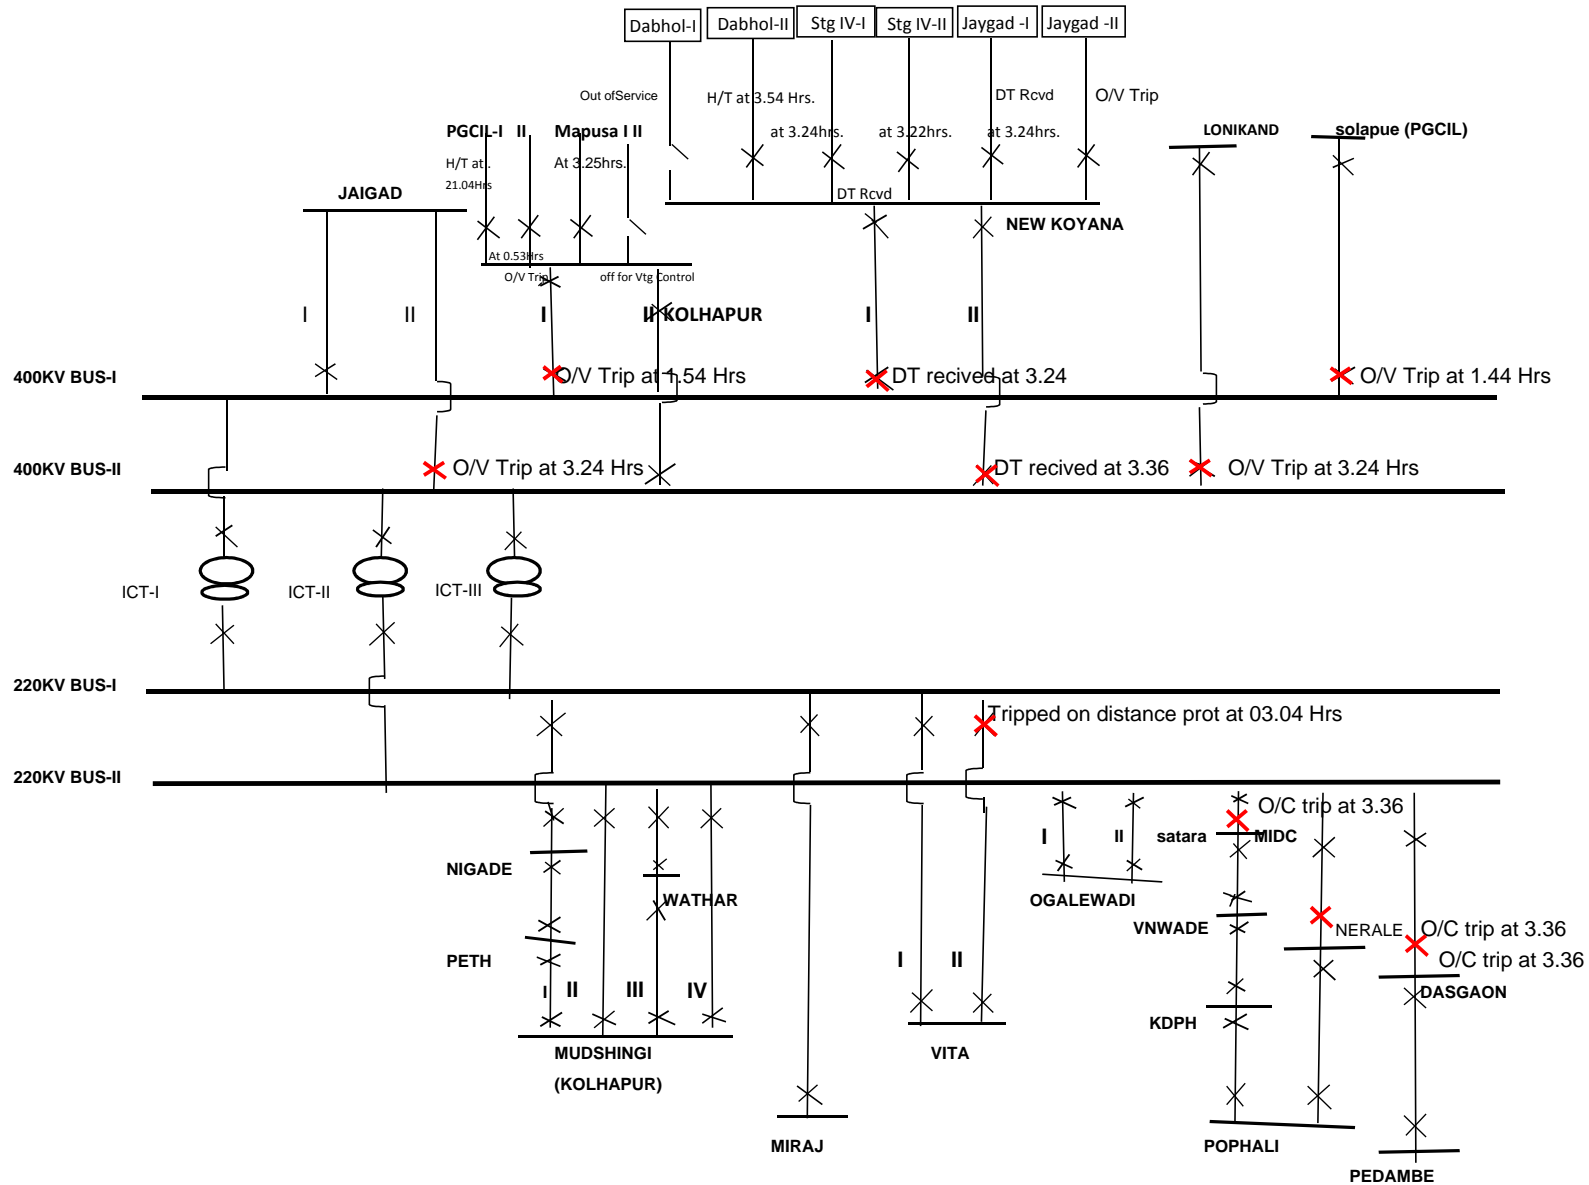 Dabhol-I
Dabhol-II
Stg IV-I
Stg IV-II
Jaygad -I
Jaygad -II
Out ofService
H/T at 3.54 Hrs.
DT Rcvd
O/V Trip
PGCIL-I II
Mapusa I II
at 3.24hrs.
at 3.22hrs.
at 3.24hrs.
LONIKAND
solapue (PGCIL)
H/T at .
21.04Hrs
At 3.25hrs.
JAIGAD
DT Rcvd
NEW KOYANA
At 0.53Hrs
O/V Trip
off for Vtg Control
I
II
I
II KOLHAPUR
I
II
400KV BUS-I
O/V Trip at 1.54 Hrs
DT recived at 3.24
O/V Trip at 1.44 Hrs
400KV BUS-II
O/V Trip at 3.24 Hrs
DT recived at 3.36
O/V Trip at 3.24 Hrs
ICT-I
ICT-II
ICT-III
220KV BUS-I
Tripped on distance prot at 03.04 Hrs
220KV BUS-II
O/C trip at 3.36
I
II
satara
MIDC
NIGADE
WATHAR
OGALEWADI
VNWADE
NERALE
O/C trip at 3.36
PETH
I
II
O/C trip at 3.36
I
II
III
IV
DASGAON
KDPH
MUDSHINGI
(KOLHAPUR)
VITA
MIRAJ
POPHALI
PEDAMBE